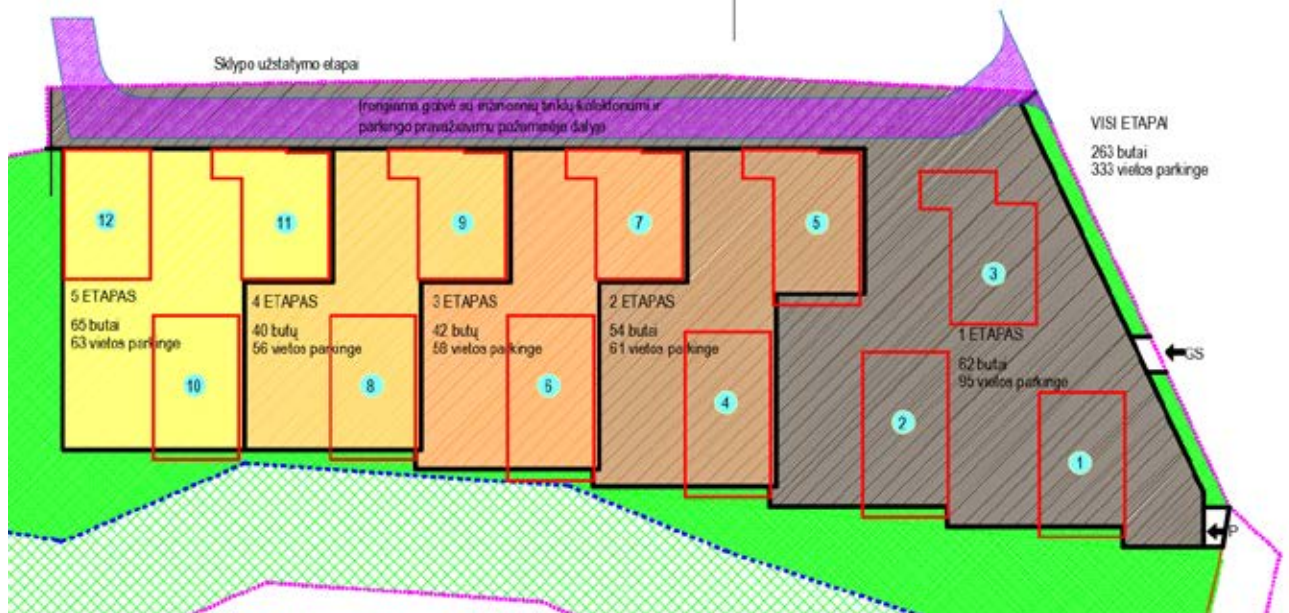 Sklypo užstatymo etapai
Įrengiama gatvė su inžinerinių tinklų kolektoriumi ir
parkingo pravažiavimu požeminėje dalyje
VISI ETAPAI
263 butai
333 vietos parkinge
12
11
9
7
5
3
5 ETAPAS
65 butai
63 vietos parkinge
4 ETAPAS
40 butų
56 vietos parkinge
3 ETAPAS
42 butų
58 vietos parkinge
2 ETAPAS
54 butai
61 vietos parkinge
1 ETAPAS
62 butai
95 vietos parkinge
GS
10
8
6
4
2
1
P